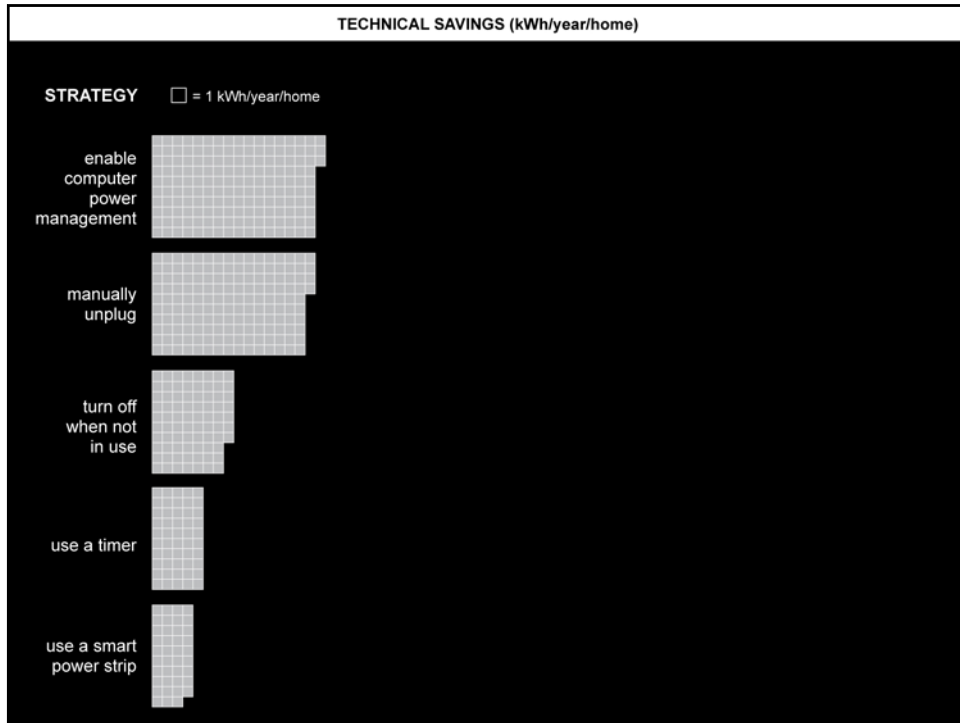 TECHNICAL SAVINGS (kWh/year/home)
STRATEGY
= 1 kWh/year/home
enable
computer
power
management
manually
unplug
turn off
when not
in use
use a timer
use a smart
power strip